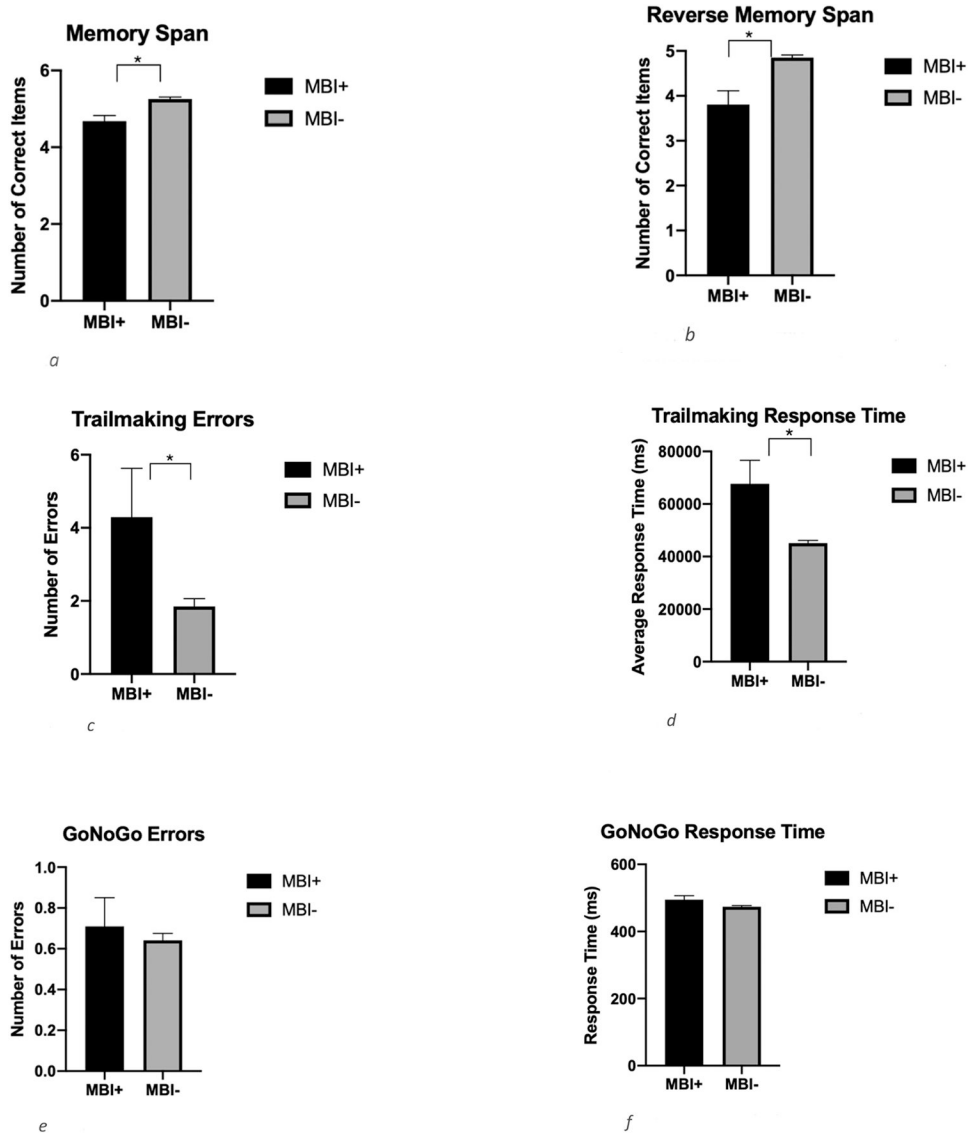 Memory Span
*
Number of Correct Items
6
4
2
0
MBI+
MBI-
MBI+
MBI-
a
Reverse Memory Span
*
Number of Correct Items
5
4
3
2
1
0
MBI+
MBI-
MBI+
MBI-
b
Trailmaking Errors
*
Number of Errors
6
4
2
0
MBI+
MBI-
MBI+
MBI-
c
Trailmaking Response Time
*
Average Response Time (ms)
80000
60000
40000
20000
0
MBI+
MBI-
MBI+
MBI-
d
GoNoGo Errors
Number of Errors
1.0
0.8
0.6
0.4
0.2
0.0
MBI+
MBI-
MBI+
MBI-
e
GoNoGo Response Time
Response Time (ms)
600
400
200
0
MBI+
MBI-
MBI+
MBI-
f